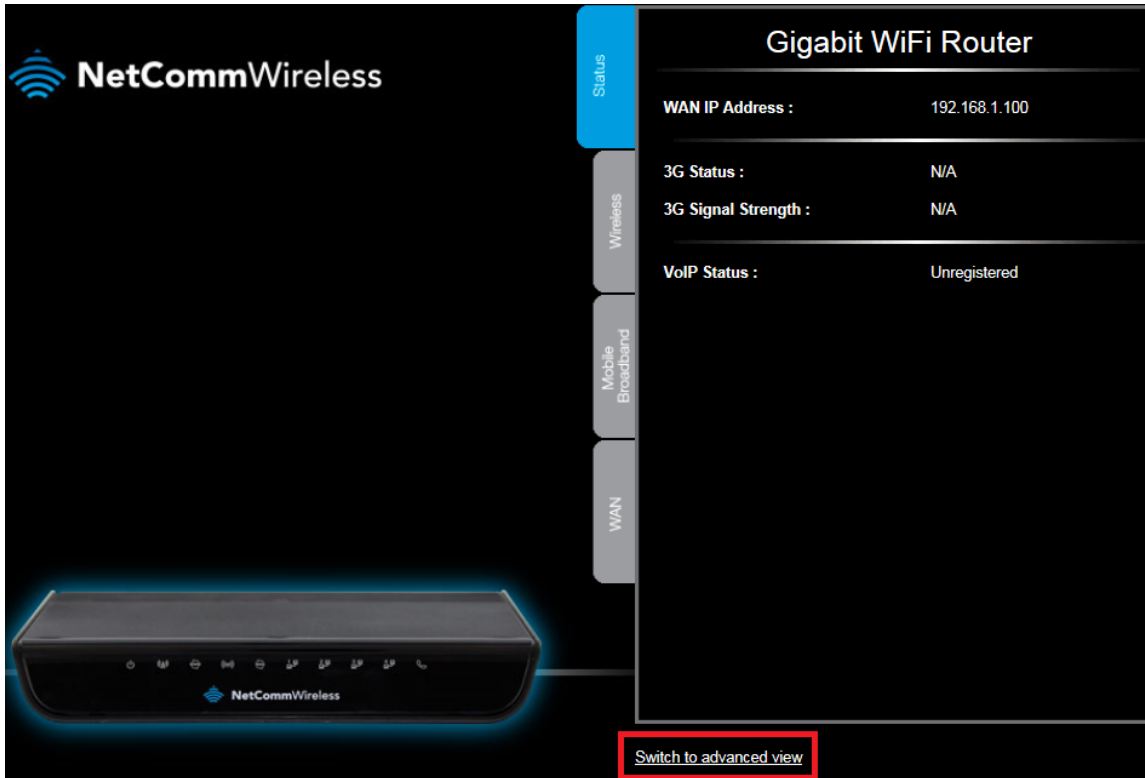 NetCommWireless
Status
Wireless
Mobile
Broadband
WAN
Gigabit WiFi Router
WAN IP Address : 192.168.1.100
3G Status : N/A
3G Signal Strength : N/A
VoIP Status : Unregistered
NetCommWireless
Switch to advanced view